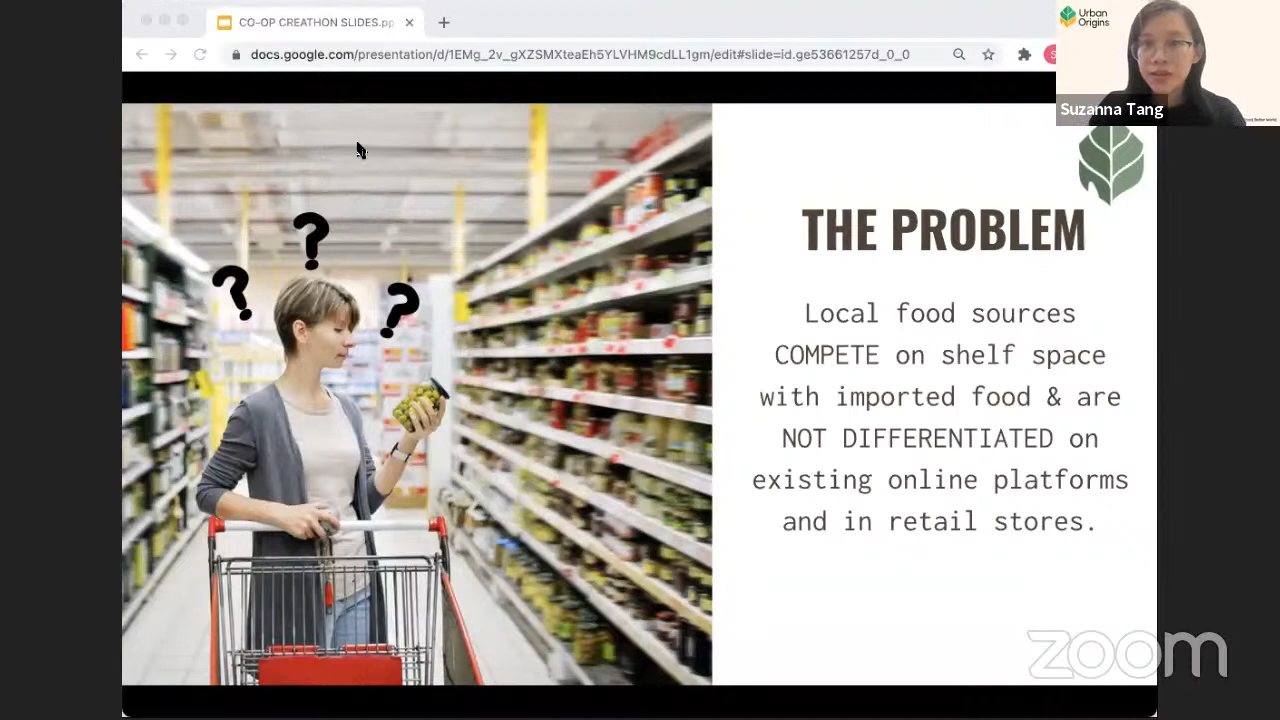 CO-OP CREATHON SLIDES.pp
docs.google.com/presentation/d/1EMg_2v_gXZSMXteaEh5YLVHM9cdLL1gm/edit#slide=id.ge53661257d_0_0
Urban
Origins
Suzanna Tang
? ? ?
THE PROBLEM
Local food sources
COMPETE on shelf space
with imported food & are
NOT DIFFERENTIATED on
existing online platforms
and in retail stores.
zoom